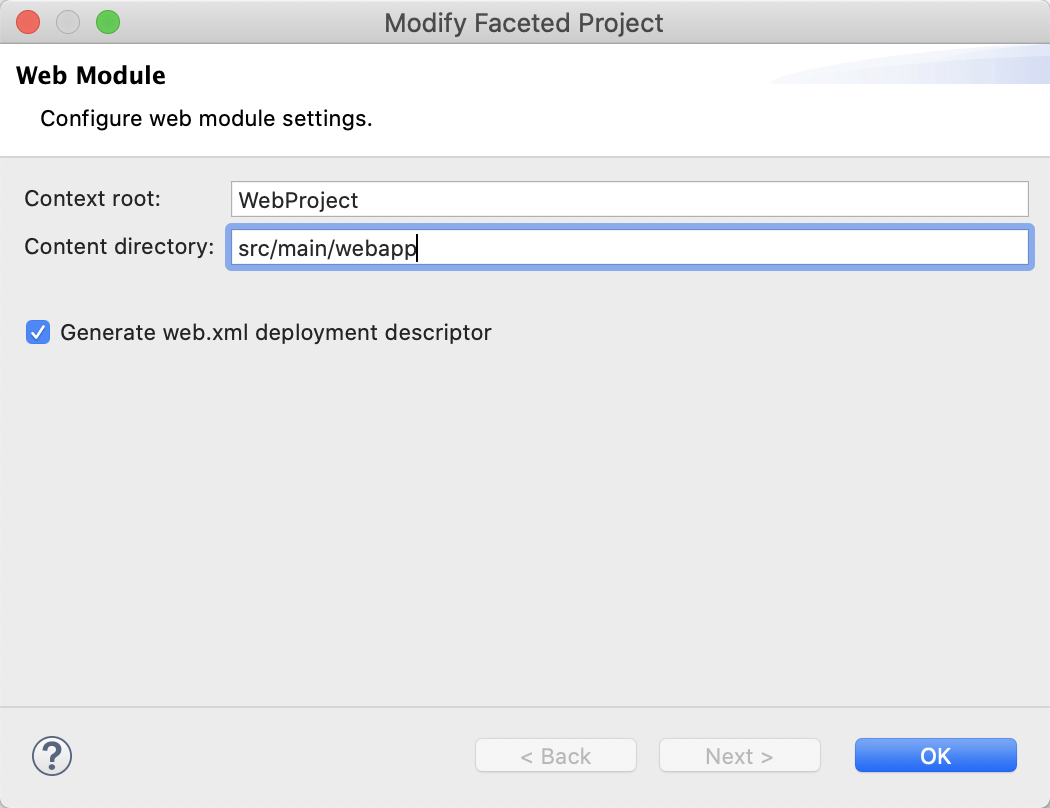 Modify Faceted Project
Web Module
Configure web module settings.
Context root: WebProject
Content directory: src/main/webapp
Generate web.xml deployment descriptor
? < Back Next > OK